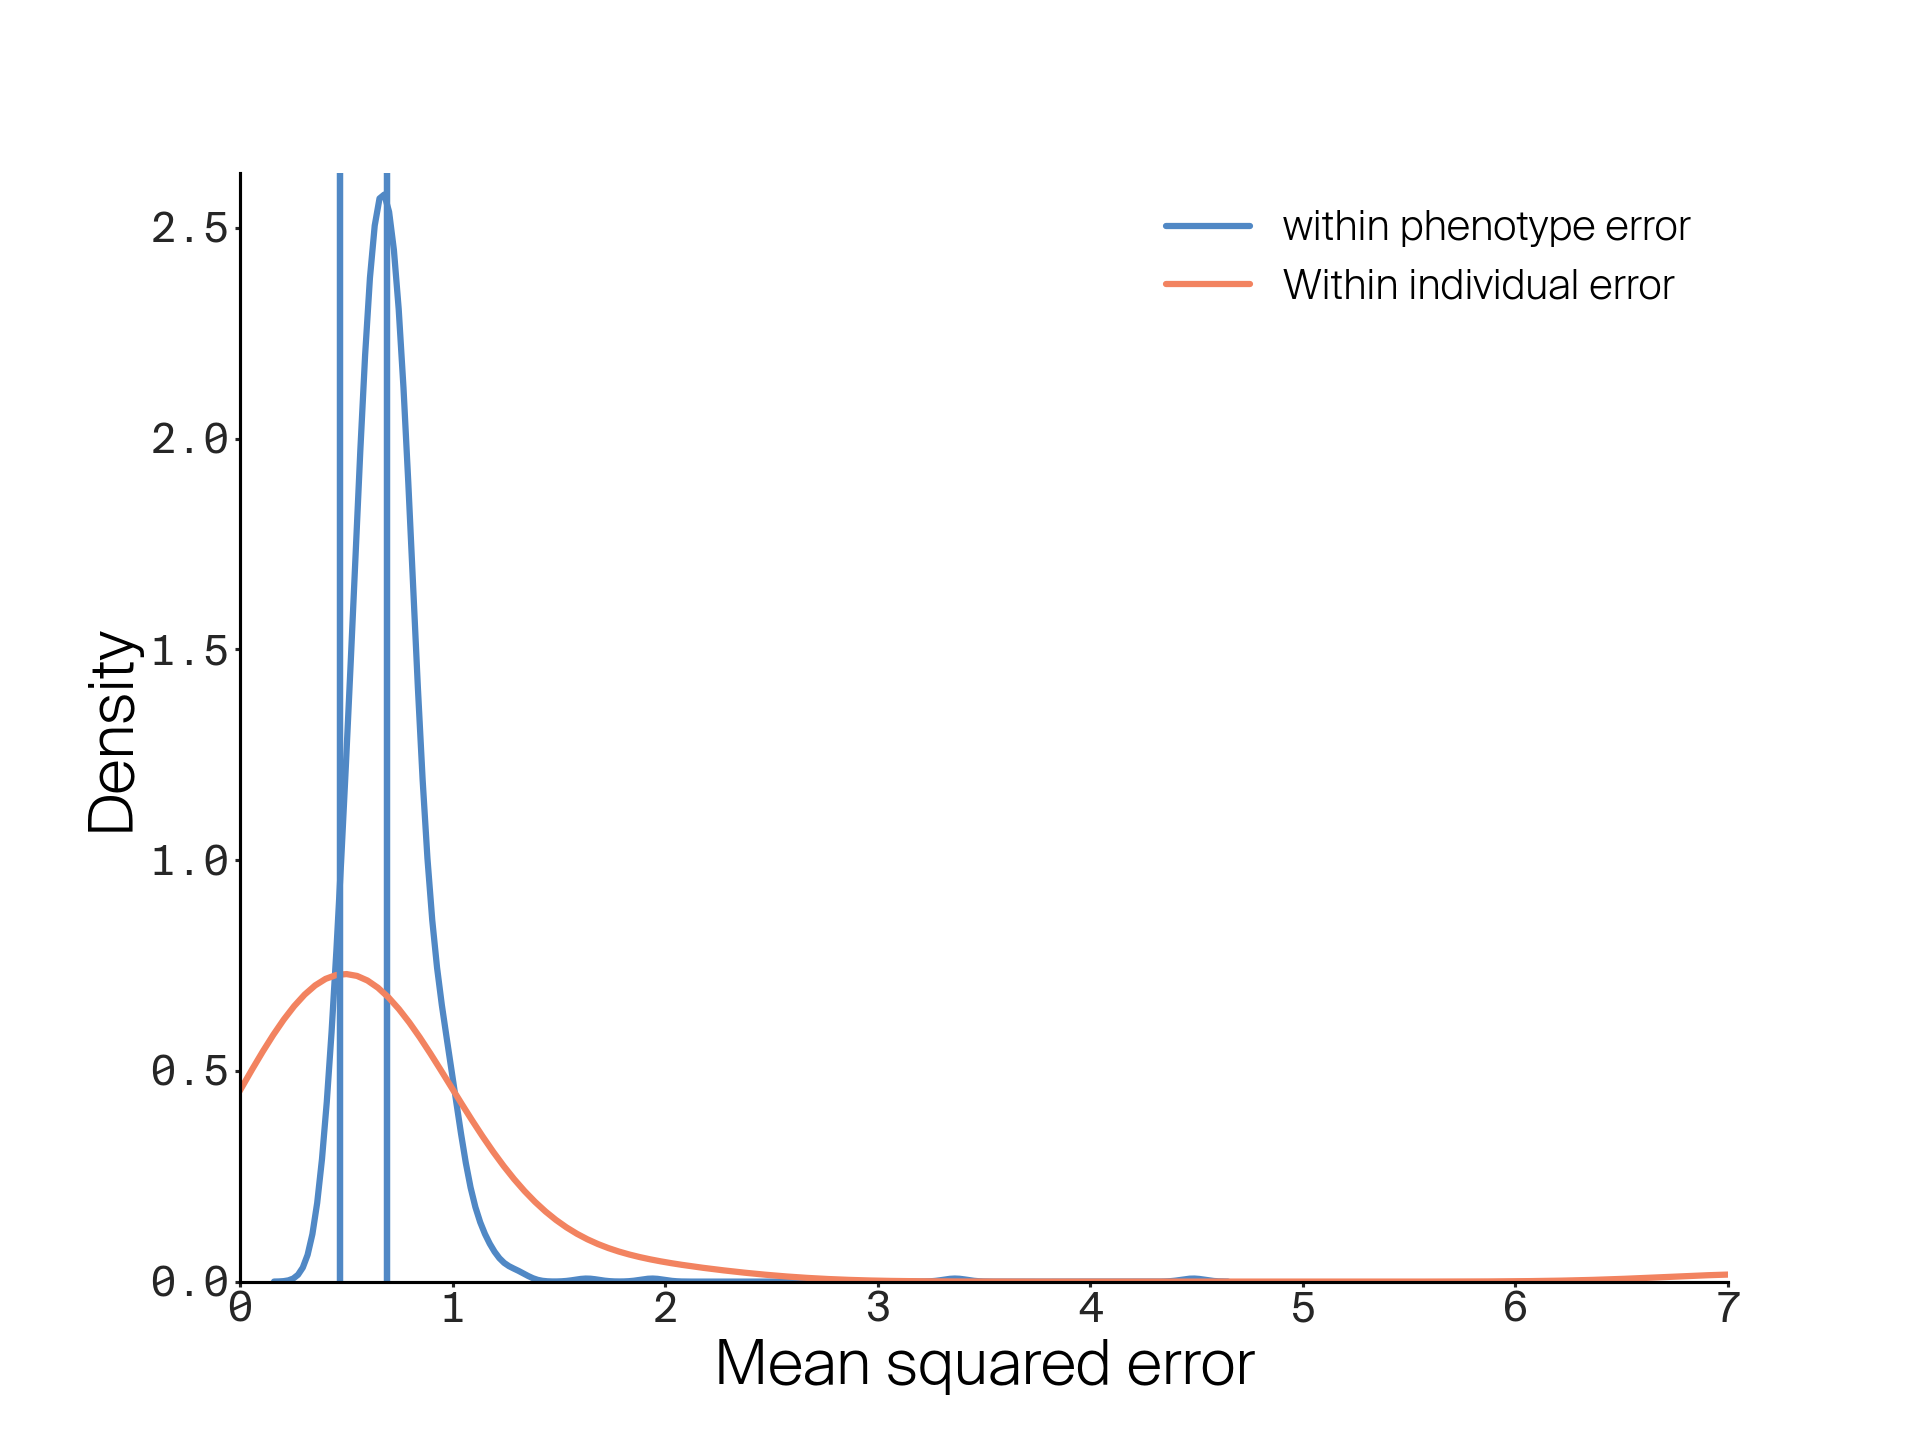 within phenotype error
Within individual error
2.5
2.0
1.5
1.0
0.5
0.0
Density
0 1 2 3 4 5 6 7
Mean squared error